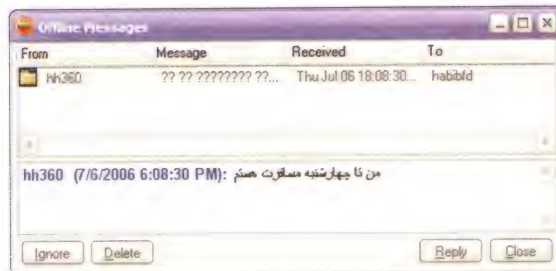 Offline Messages
From Message Received To
hh360 ?? ?? ???????? ??... Thu Jul 06 18:08:30... habibfd
hh360 (7/6/2006 6:08:30 PM): من تا چهارشنبه مسافرت هستم
Ignore Delete Reply Close